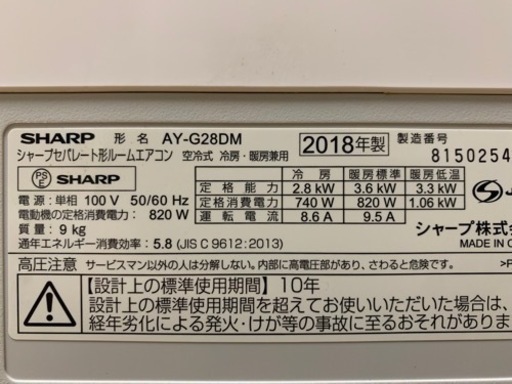 SHARP 形名 AY-G28DM 2018年製 製造番号
シャープセパレート形ルームエアコン 空冷式 冷房・暖房兼用 8150254
PS E SHARP
冷房 暖房標準 暖房低温
定格能力 2.8 kW 3.6 kW 3.3 kW
電源:単相 100 V 50/60 Hz 定格消費電力 740 W 820 W 1.06 kW
電動機の定格消費電力: 820 W 運転電流 8.6 A 9.5 A
質量:9 kg シャープ株式
通年エネルギー消費効率:5.8 (JIS C 9612:2013) MADE IN C
高圧注意 サービスマン以外の人は分解しない。内部に高電圧部があり、さわると危険です。 >P
【設計上の標準使用期間】10年
設計上の標準使用期間を超えてお使いいただいた場合は、
経年劣化による発火・けが等の事故に至るおそれがあり